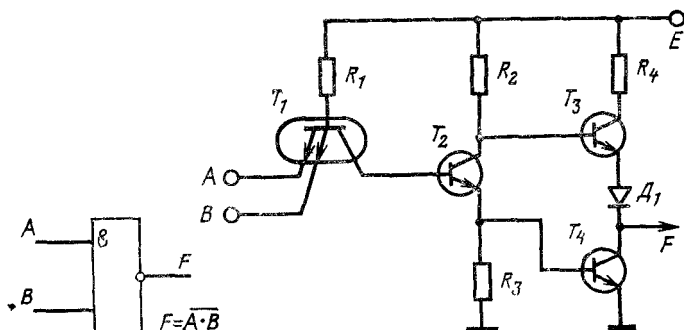 E
R₁
R₂
R₄
T₁
T₂
T₃
A
B
Д₁
F
T₄
R₃
A
&
F
B
F=A̅·̅B̅